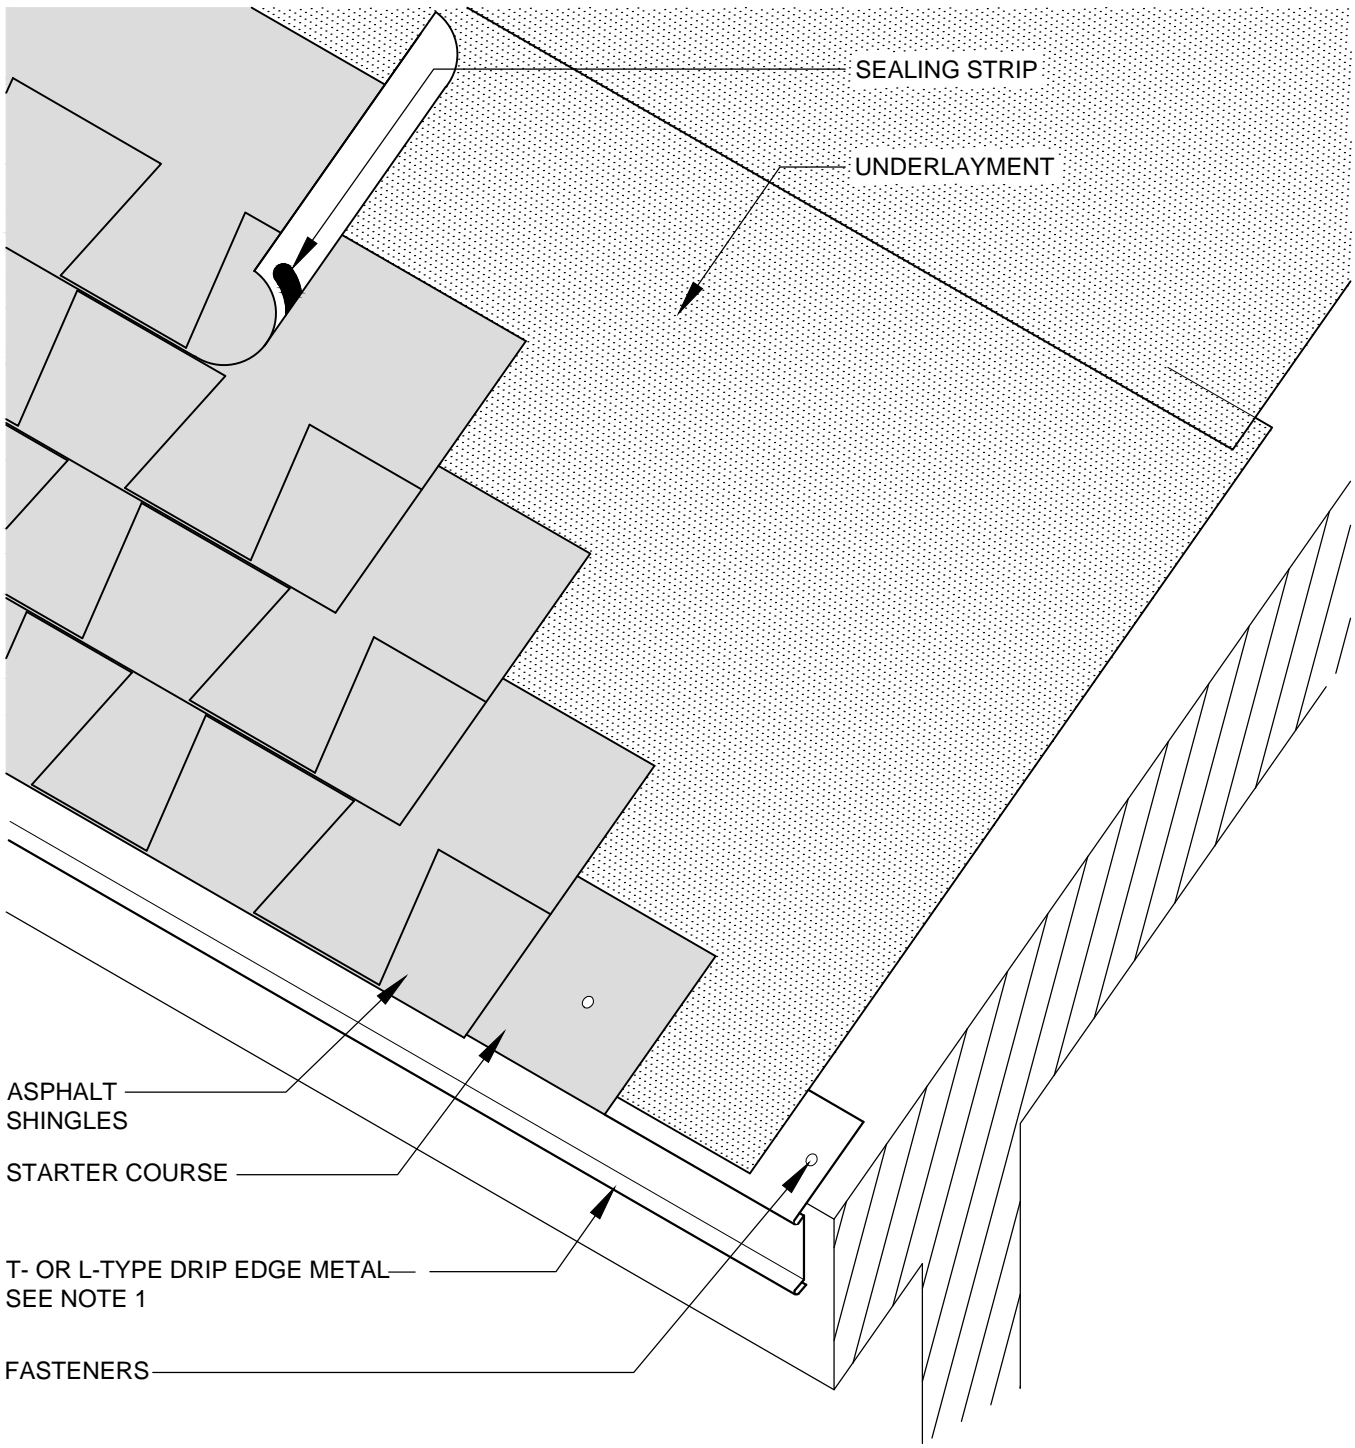 SEALING STRIP
UNDERLAYMENT
ASPHALT
SHINGLES
STARTER COURSE
T- OR L-TYPE DRIP EDGE METAL
SEE NOTE 1
FASTENERS